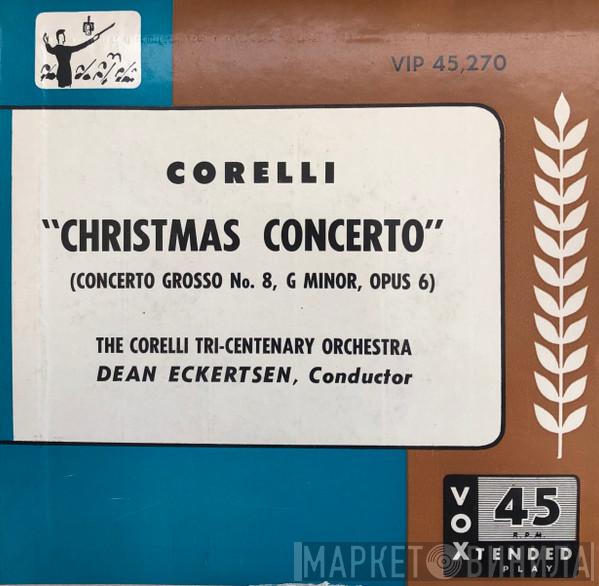 VIP 45,270
CORELLI
"CHRISTMAS CONCERTO"
(CONCERTO GROSSO No. 8, G MINOR, OPUS 6)
THE CORELLI TRI-CENTENARY ORCHESTRA
DEAN ECKERTSEN, Conductor
VOX
45
R.P.M.
XTENDED
PLAY
МАРКЕТ ВИНИЛА